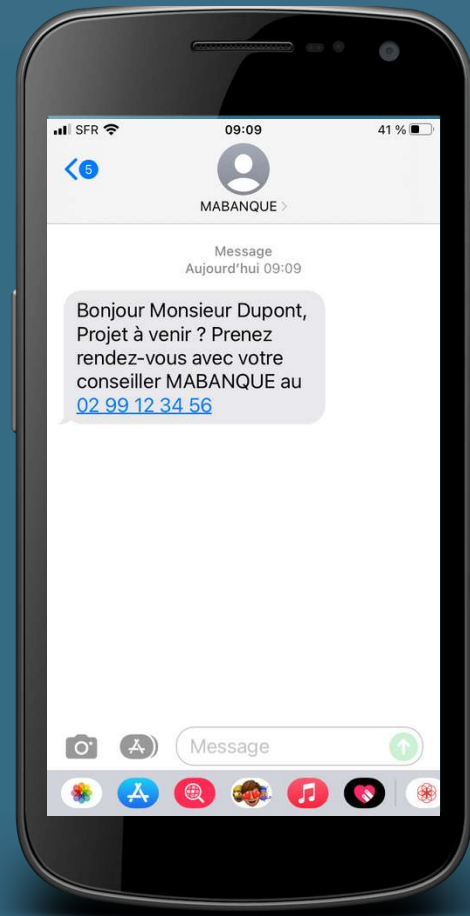 SFR 09:09 41 %
5
MABANQUE >
Message
Aujourd'hui 09:09
Bonjour Monsieur Dupont,
Projet à venir ? Prenez
rendez-vous avec votre
conseiller MABANQUE au
02 99 12 34 56
Message